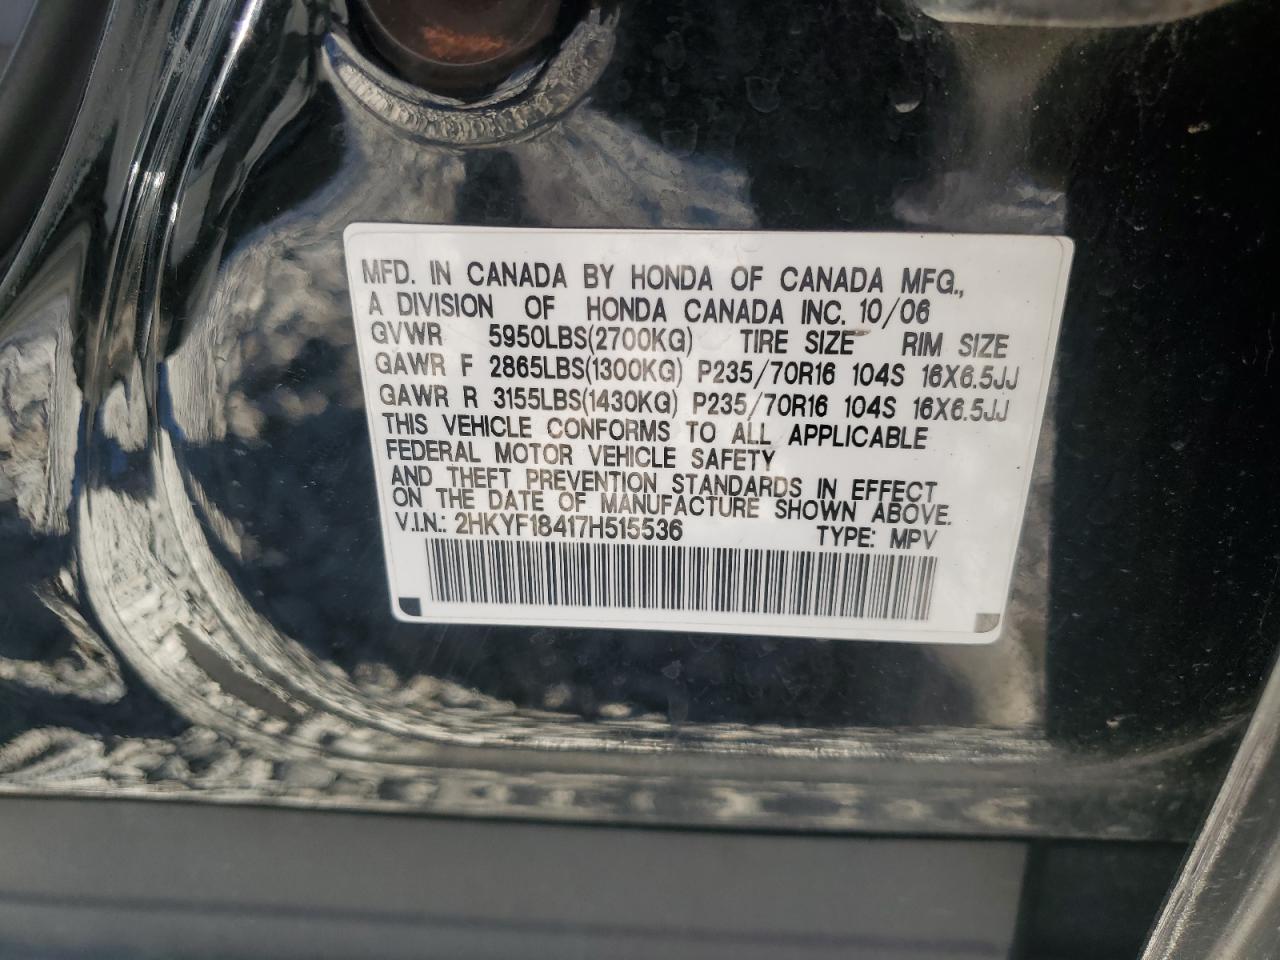 MFD. IN CANADA BY HONDA OF CANADA MFG.,
A DIVISION OF HONDA CANADA INC. 10/06
GVWR 5950LBS(2700KG) TIRE SIZE RIM SIZE
GAWR F 2865LBS(1300KG) P235/70R16 104S 16X6.5JJ
GAWR R 3155LBS(1430KG) P235/70R16 104S 16X6.5JJ
THIS VEHICLE CONFORMS TO ALL APPLICABLE
FEDERAL MOTOR VEHICLE SAFETY
AND THEFT PREVENTION STANDARDS IN EFFECT
ON THE DATE OF MANUFACTURE SHOWN ABOVE.
V.I.N.: 2HKYF18417H515536 TYPE: MPV